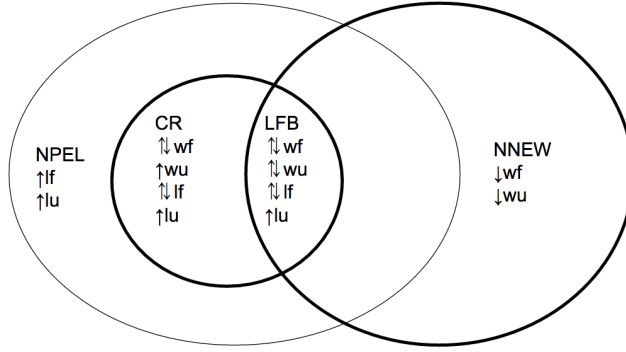 NPEL
↑lf
↑lu
CR
⇅ wf
↑wu
⇅ lf
↑lu
LFB
⇅ wf
⇅ wu
⇅ lf
↑lu
NNEW
↓wf
↓wu